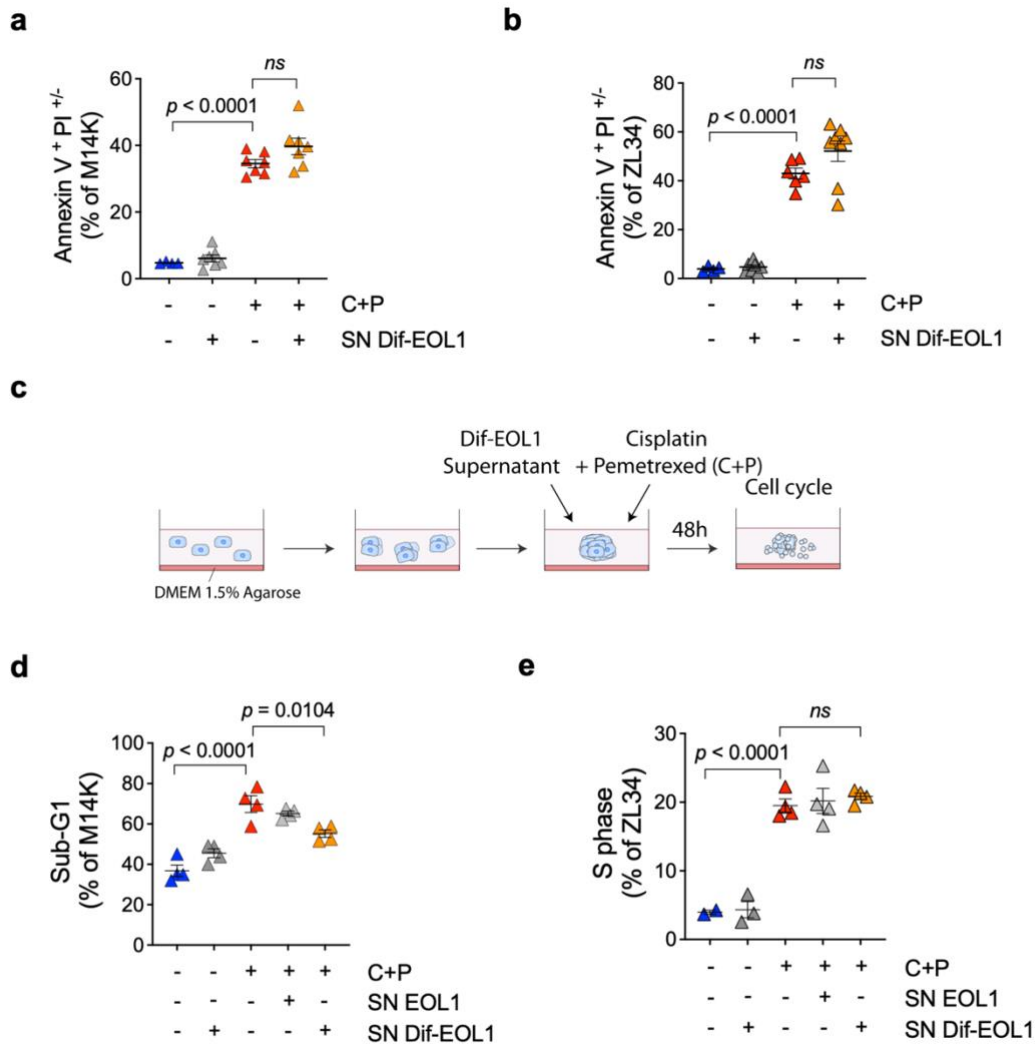 a
ns
p < 0.0001
60
40
20
0
Annexin V + PI +/-
(% of M14K)
- - + + C+P
- + - + SN Dif-EOL1
b
ns
p < 0.0001
80
60
40
20
0
Annexin V + PI +/-
(% of ZL34)
- - + + C+P
- + - + SN Dif-EOL1
c
Dif-EOL1 Cisplatin
Supernatant + Pemetrexed (C+P)
Cell cycle
48h
DMEM 1.5% Agarose
d
p = 0.0104
p < 0.0001
100
80
60
40
20
0
Sub-G1
(% of M14K)
- - + + + C+P
- - - + - SN EOL1
- + - - + SN Dif-EOL1
e
ns
p < 0.0001
30
20
10
0
S phase
(% of ZL34)
- - + + + C+P
- - - + - SN EOL1
- + - - + SN Dif-EOL1